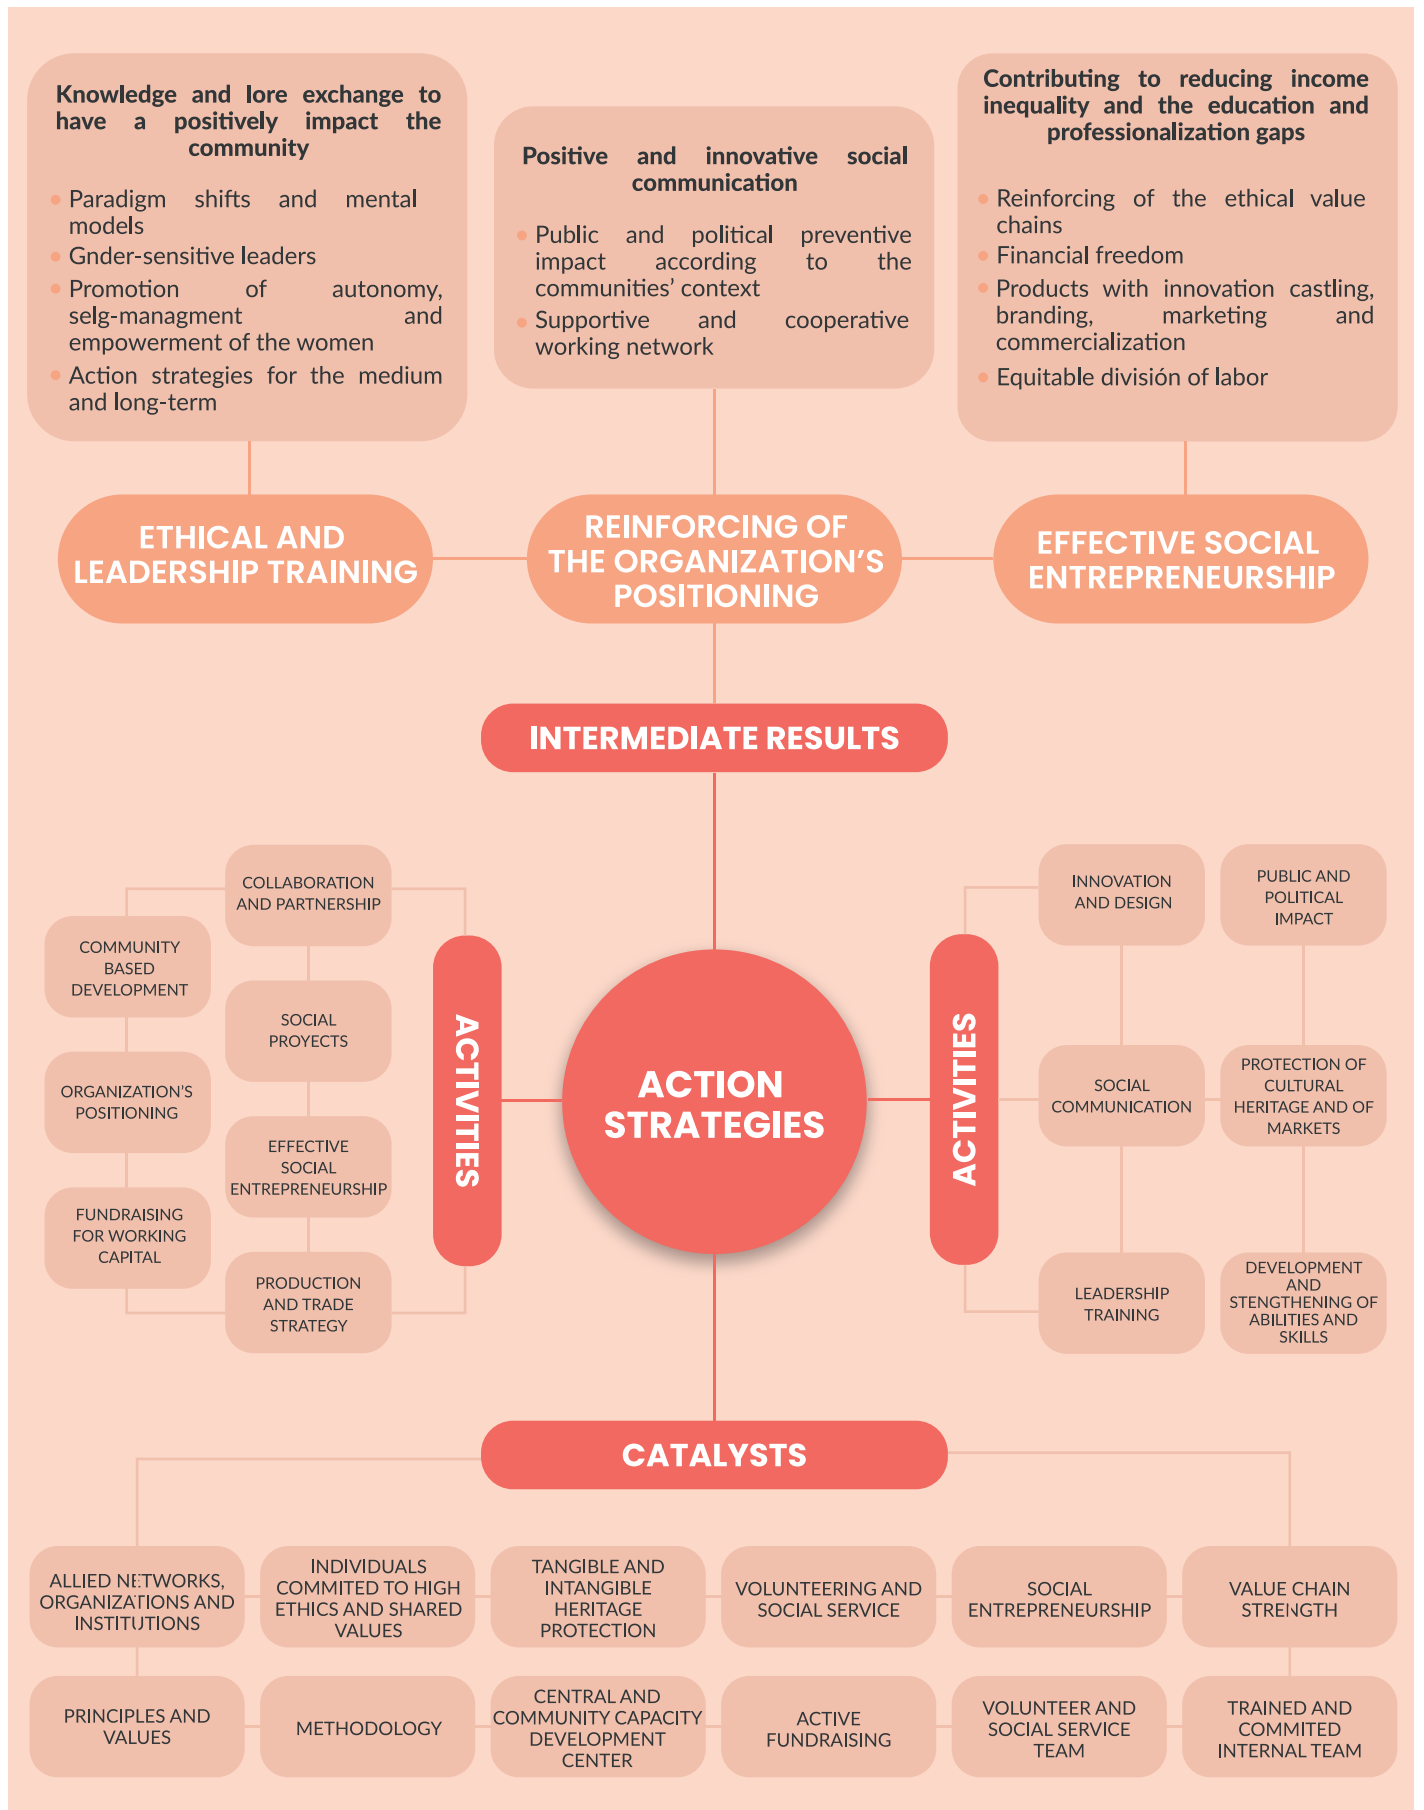 Knowledge and lore exchange to
have a positively impact the
community
Paradigm shifts and mental
models
Gnder-sensitive leaders
Promotion of autonomy,
selg-managment and
empowerment of the women
Action strategies for the medium
and long-term
Positive and innovative social
communication
Public and political preventive
impact according to the
communities’ context
Supportive and cooperative
working network
Contributing to reducing income
inequality and the education and
professionalization gaps
Reinforcing of the ethical value
chains
Financial freedom
Products with innovation castling,
branding, marketing and
commercialization
Equitable división of labor
ETHICAL AND
LEADERSHIP TRAINING
REINFORCING OF
THE ORGANIZATION’S
POSITIONING
EFFECTIVE SOCIAL
ENTREPRENEURSHIP
INTERMEDIATE RESULTS
COLLABORATION
AND PARTNERSHIP
COMMUNITY
BASED
DEVELOPMENT
SOCIAL
PROYECTS
ORGANIZATION’S
POSITIONING
EFFECTIVE
SOCIAL
ENTREPRENEURSHIP
FUNDRAISING
FOR WORKING
CAPITAL
PRODUCTION
AND TRADE
STRATEGY
ACTIVITIES
ACTION
STRATEGIES
ACTIVITIES
INNOVATION
AND DESIGN
PUBLIC AND
POLITICAL
IMPACT
SOCIAL
COMMUNICATION
PROTECTION OF
CULTURAL
HERITAGE AND OF
MARKETS
LEADERSHIP
TRAINING
DEVELOPMENT
AND
STENGTHENING OF
ABILITIES AND
SKILLS
CATALYSTS
ALLIED NETWORKS,
ORGANIZATIONS AND
INSTITUTIONS
INDIVIDUALS
COMMITED TO HIGH
ETHICS AND SHARED
VALUES
TANGIBLE AND
INTANGIBLE
HERITAGE
PROTECTION
VOLUNTEERING AND
SOCIAL SERVICE
SOCIAL
ENTREPRENEURSHIP
VALUE CHAIN
STRENGTH
PRINCIPLES AND
VALUES
METHODOLOGY
CENTRAL AND
COMMUNITY CAPACITY
DEVELOPMENT
CENTER
ACTIVE
FUNDRAISING
VOLUNTEER AND
SOCIAL SERVICE
TEAM
TRAINED AND
COMMITED
INTERNAL TEAM